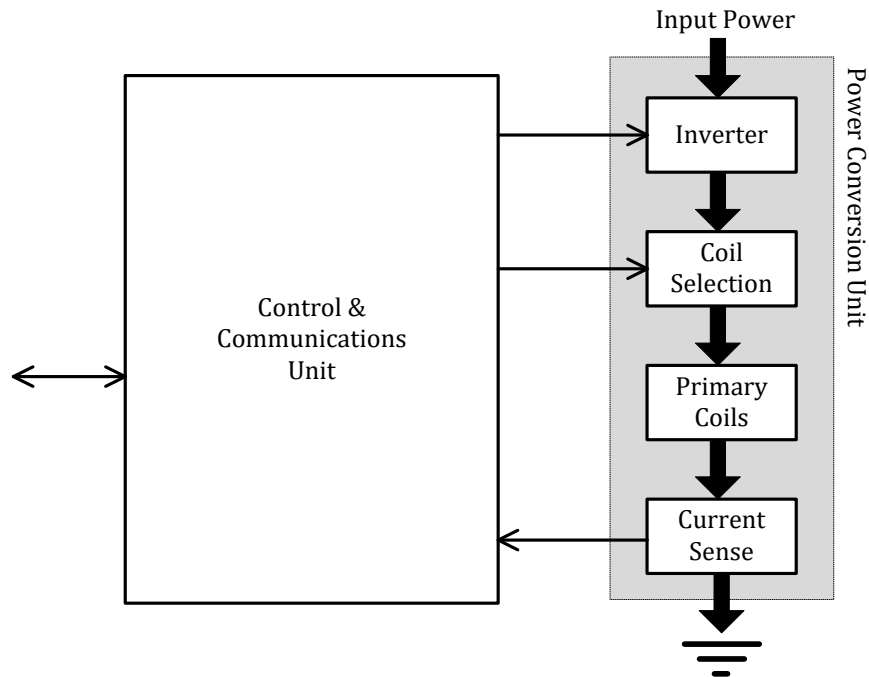 Input Power
Inverter
Coil
Selection
Control &
Communications
Unit
Primary
Coils
Current
Sense
Power Conversion Unit